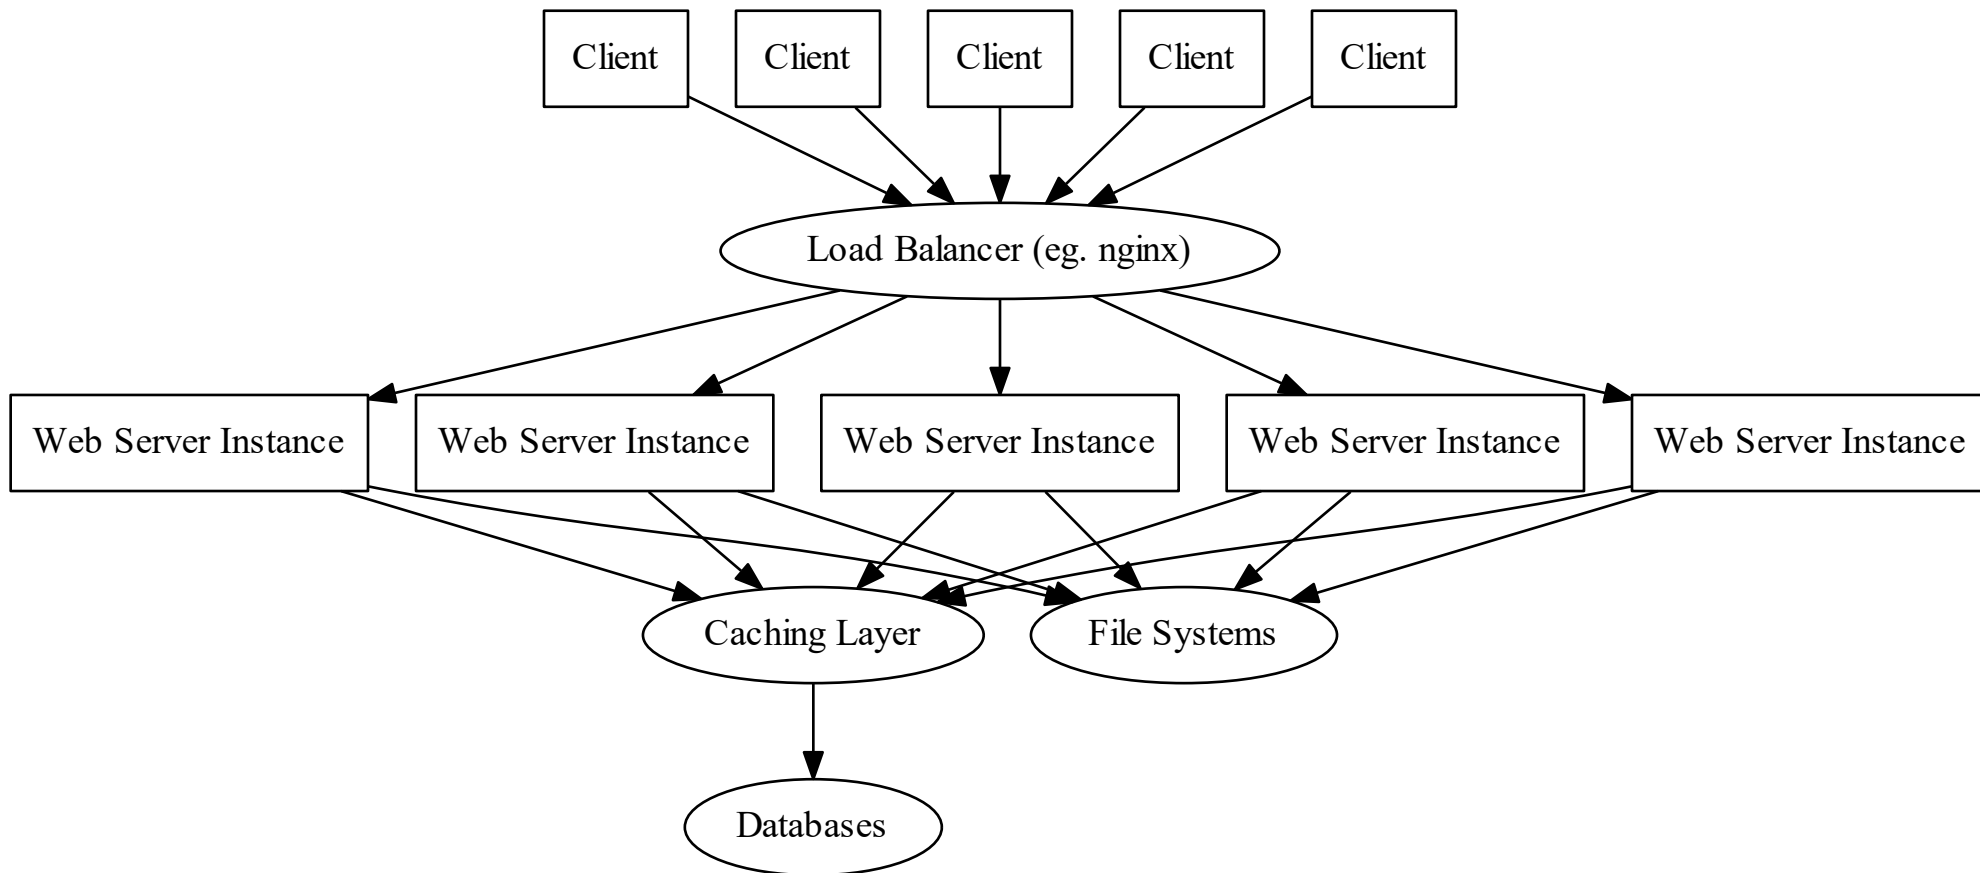 Client
Client
Client
Client
Client
Load Balancer (eg. nginx)
Web Server Instance
Web Server Instance
Web Server Instance
Web Server Instance
Web Server Instance
Caching Layer
File Systems
Databases